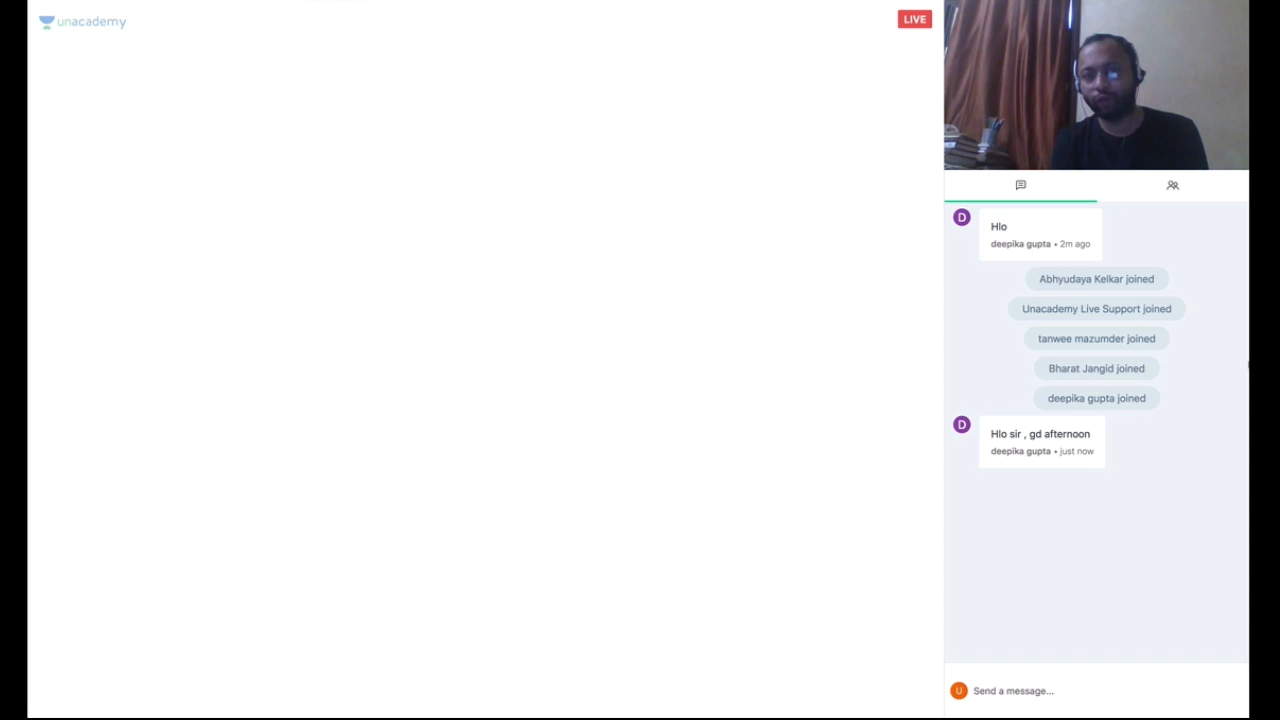 unacademy
LIVE
D
Hlo
deepika gupta • 2m ago
Abhyudaya Kelkar joined
Unacademy Live Support joined
tanwee mazumder joined
Bharat Jangid joined
deepika gupta joined
D
Hlo sir , gd afternoon
deepika gupta • just now
U
Send a message...